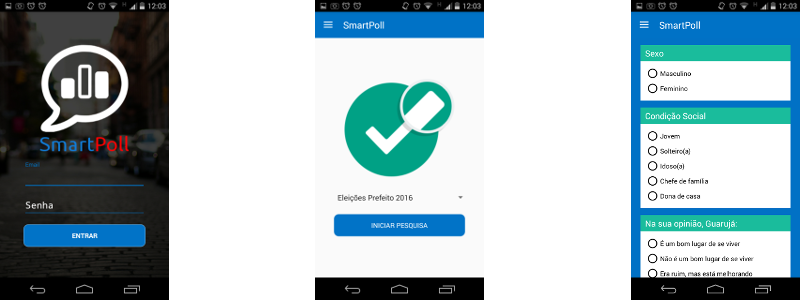 12:03
SmartPoll
Email
Senha
ENTRAR
12:03
SmartPoll
Eleições Prefeito 2016
INICIAR PESQUISA
12:03
SmartPoll
Sexo
Masculino
Feminino
Condição Social
Jovem
Solteiro(a)
Idoso(a)
Chefe de família
Dona de casa
Na sua opinião, Guarujá:
É um bom lugar de se viver
Não é um bom lugar de se viver
Era ruim, mas está melhorando